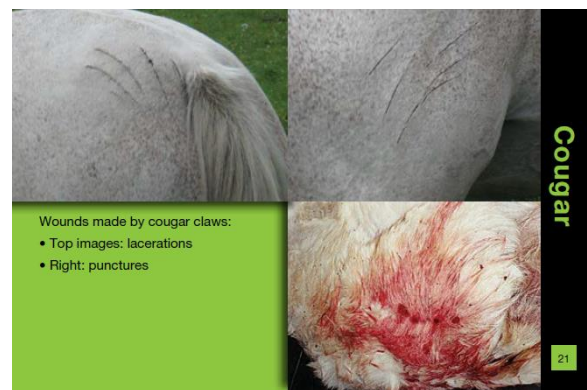 Wounds made by cougar claws:
• Top images: lacerations
• Right: punctures
Cougar
21